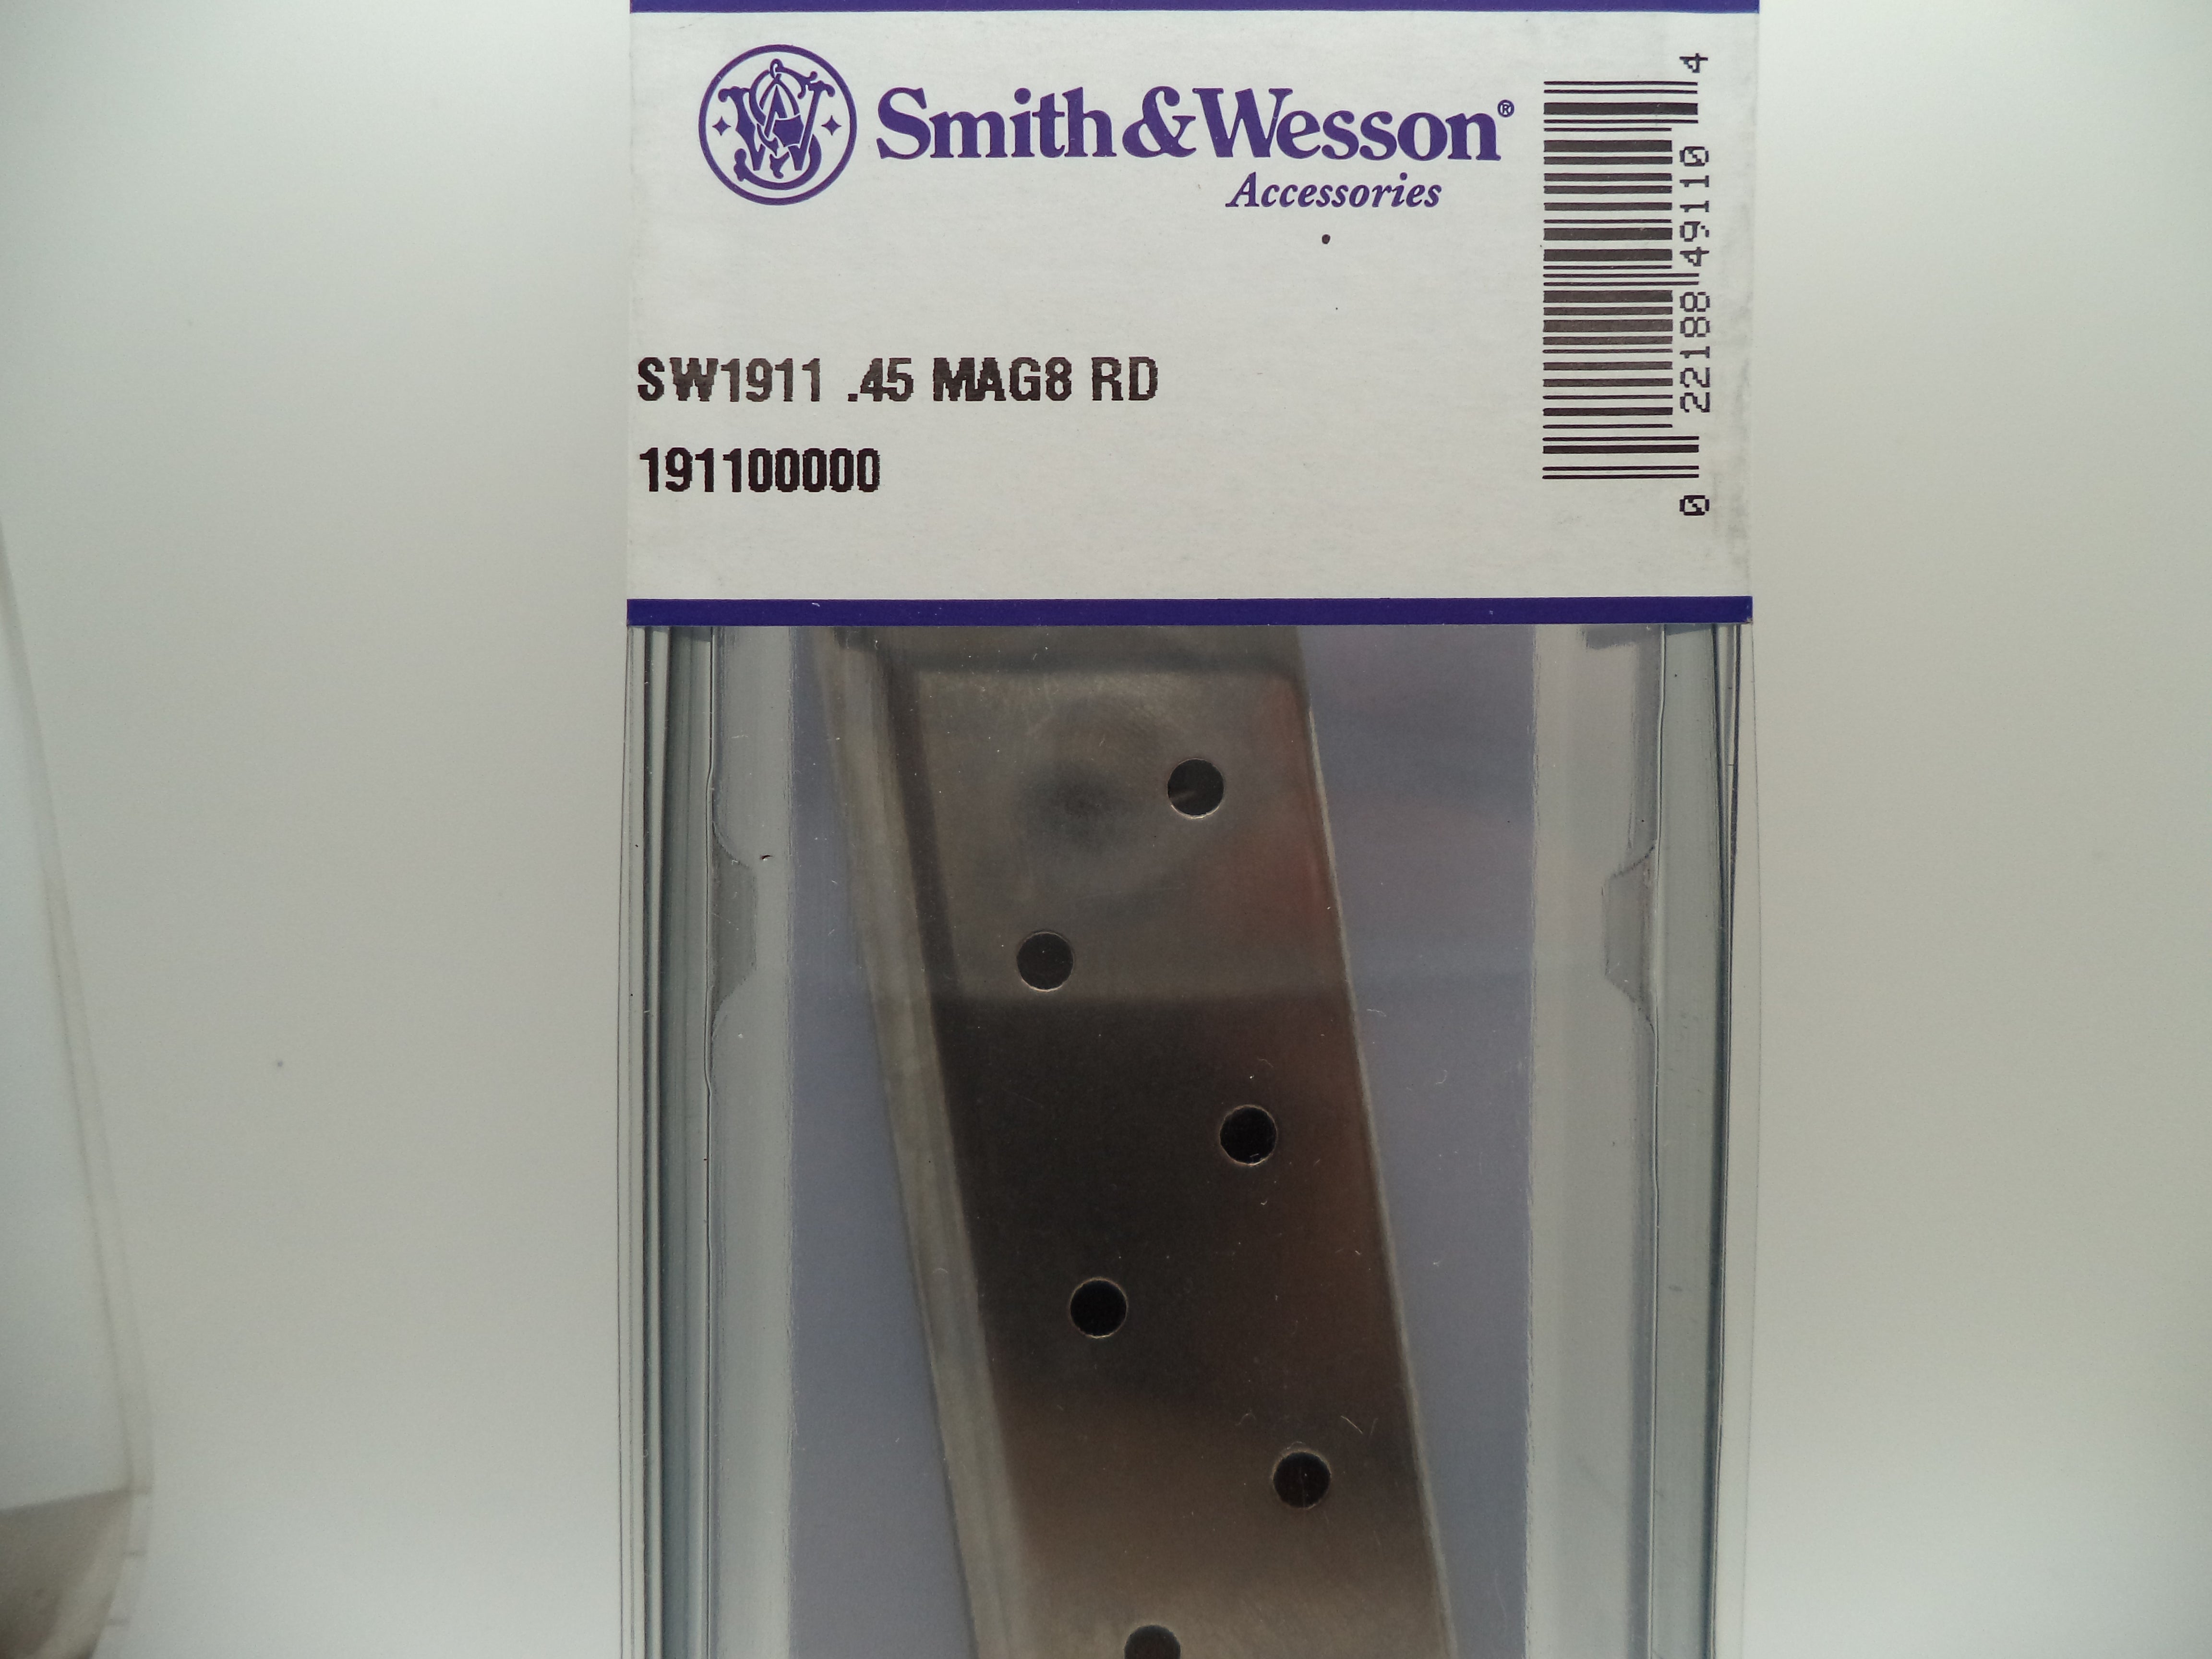 Smith & Wesson®
Accessories
SW1911 .45 MAG8 RD
191100000
0 22188 49110 4